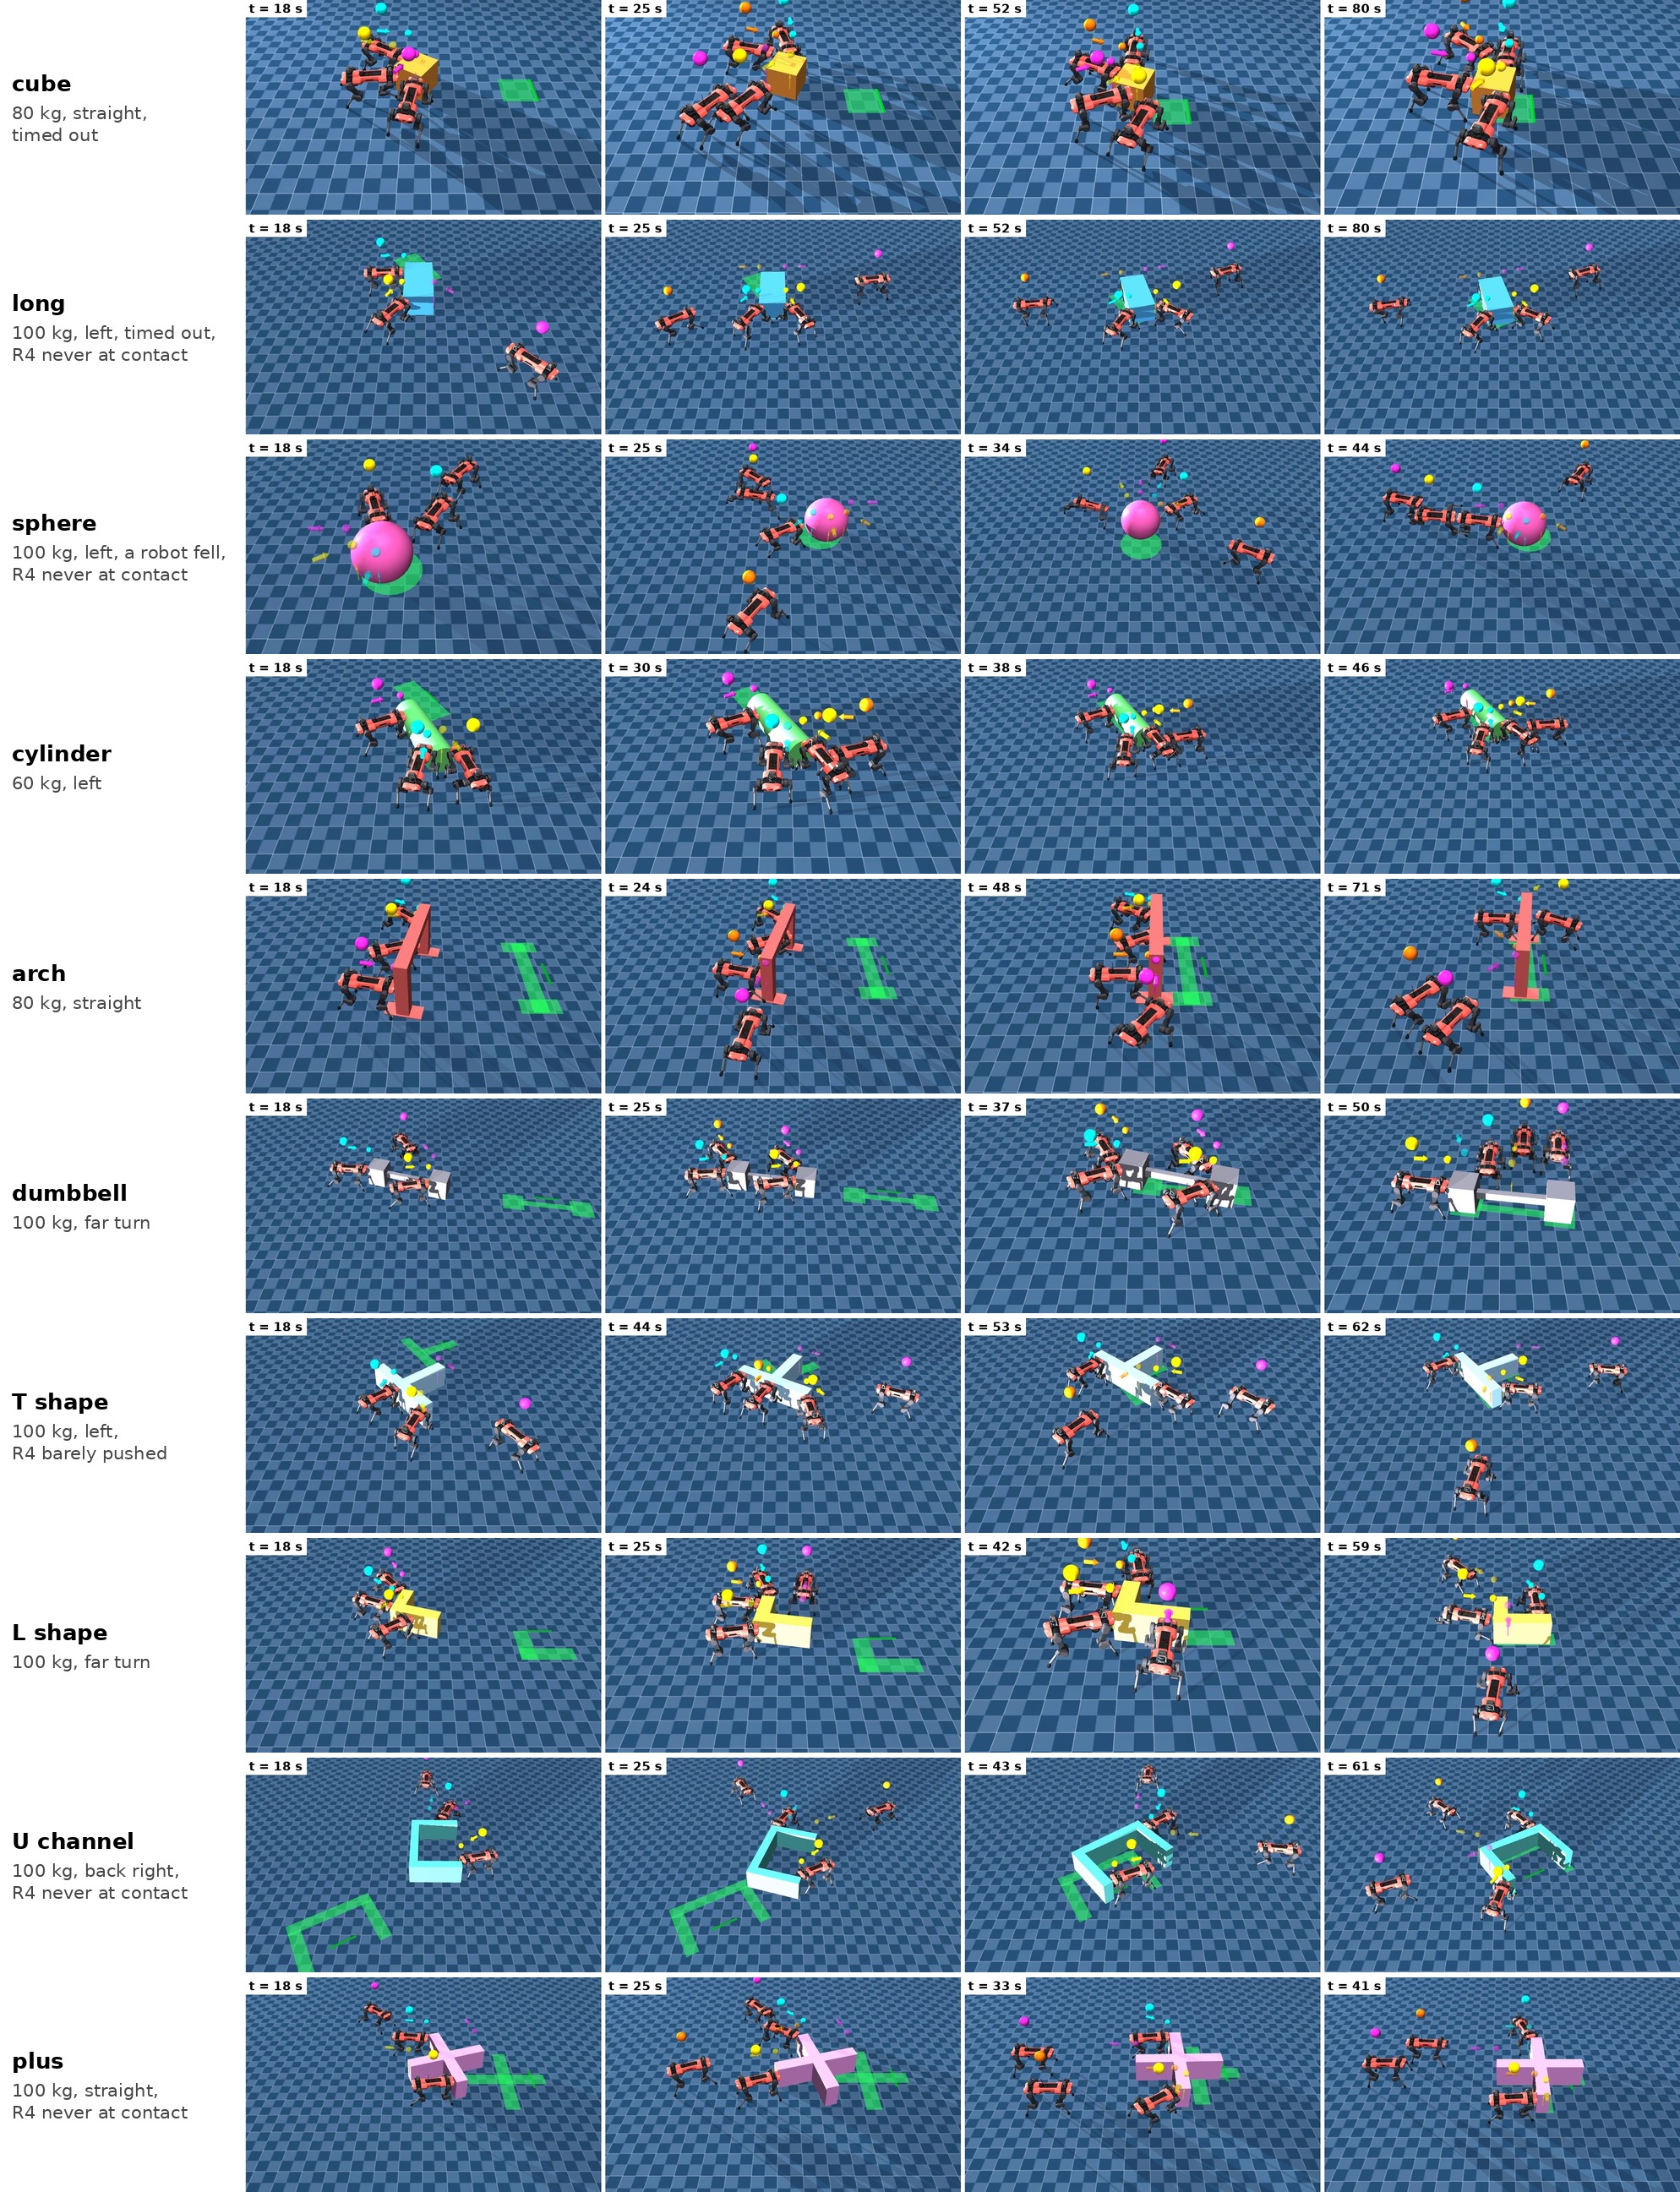 cube
80 kg, straight,
timed out
t = 18 s
t = 25 s
t = 52 s
t = 80 s
long
100 kg, left, timed out,
R4 never at contact
t = 18 s
t = 25 s
t = 52 s
t = 80 s
sphere
100 kg, left, a robot fell,
R4 never at contact
t = 18 s
t = 25 s
t = 34 s
t = 44 s
cylinder
60 kg, left
t = 18 s
t = 30 s
t = 38 s
t = 46 s
arch
80 kg, straight
t = 18 s
t = 24 s
t = 48 s
t = 71 s
dumbbell
100 kg, far turn
t = 18 s
t = 25 s
t = 37 s
t = 50 s
T shape
100 kg, left,
R4 barely pushed
t = 18 s
t = 44 s
t = 53 s
t = 62 s
L shape
100 kg, far turn
t = 18 s
t = 25 s
t = 42 s
t = 59 s
U channel
100 kg, back right,
R4 never at contact
t = 18 s
t = 25 s
t = 43 s
t = 61 s
plus
100 kg, straight,
R4 never at contact
t = 18 s
t = 25 s
t = 33 s
t = 41 s